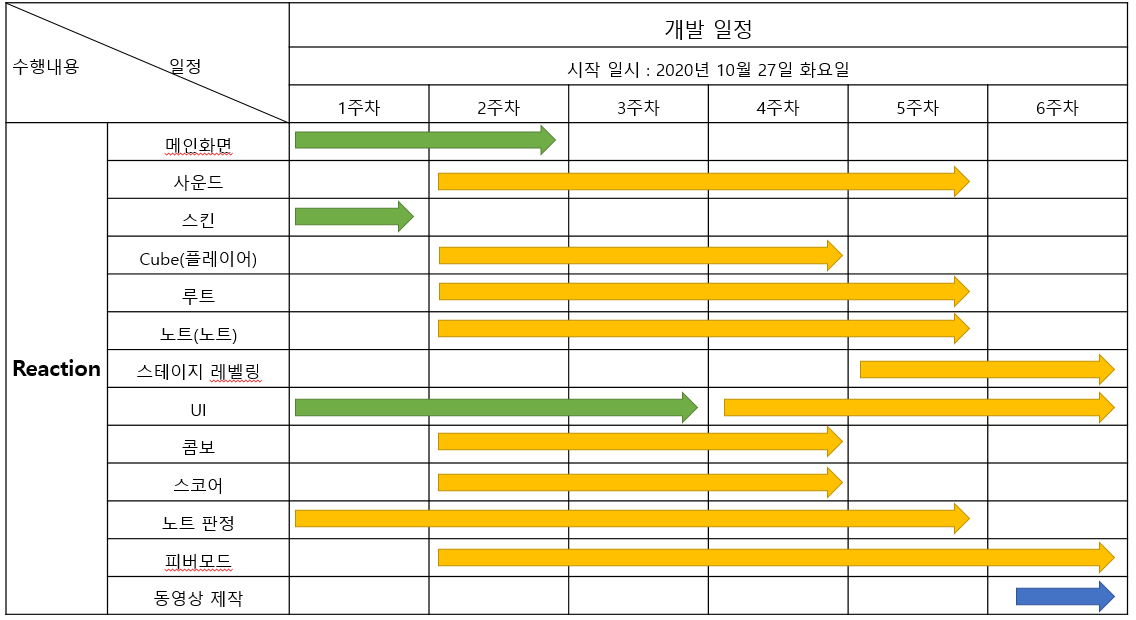 개발 일정
수행내용 일정
시작 일시 : 2020년 10월 27일 화요일
1주차 2주차 3주차 4주차 5주차 6주차
Reaction
메인화면
사운드
스킨
Cube(플레이어)
루트
노트(노트)
스테이지 레벨링
UI
콤보
스코어
노트 판정
피버모드
동영상 제작